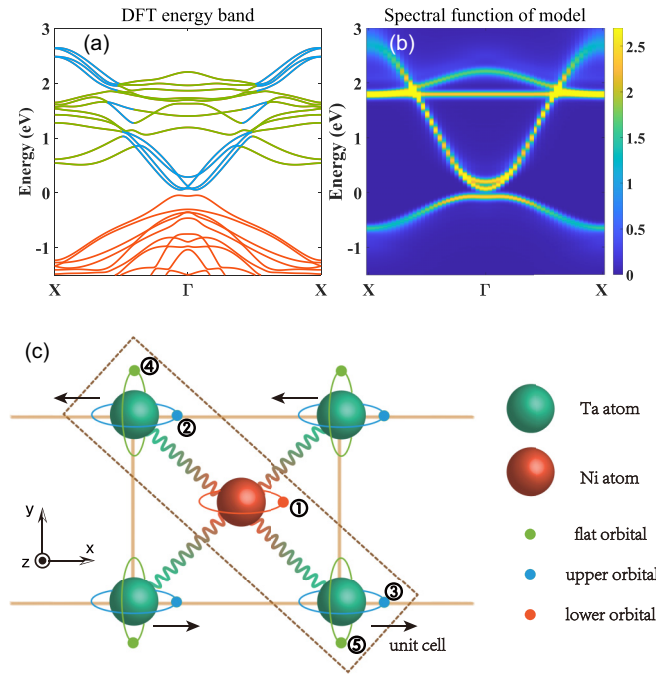 DFT energy band
Spectral function of model
(a)
(b)
Energy (eV)
3
2
1
0
-1
X
Γ
X
Energy (eV)
3
2
1
0
-1
X
Γ
X
2.5
2
1.5
1
0.5
0
(c)
④
②
①
③
⑤
y
z
x
unit cell
Ta atom
Ni atom
flat orbital
upper orbital
lower orbital